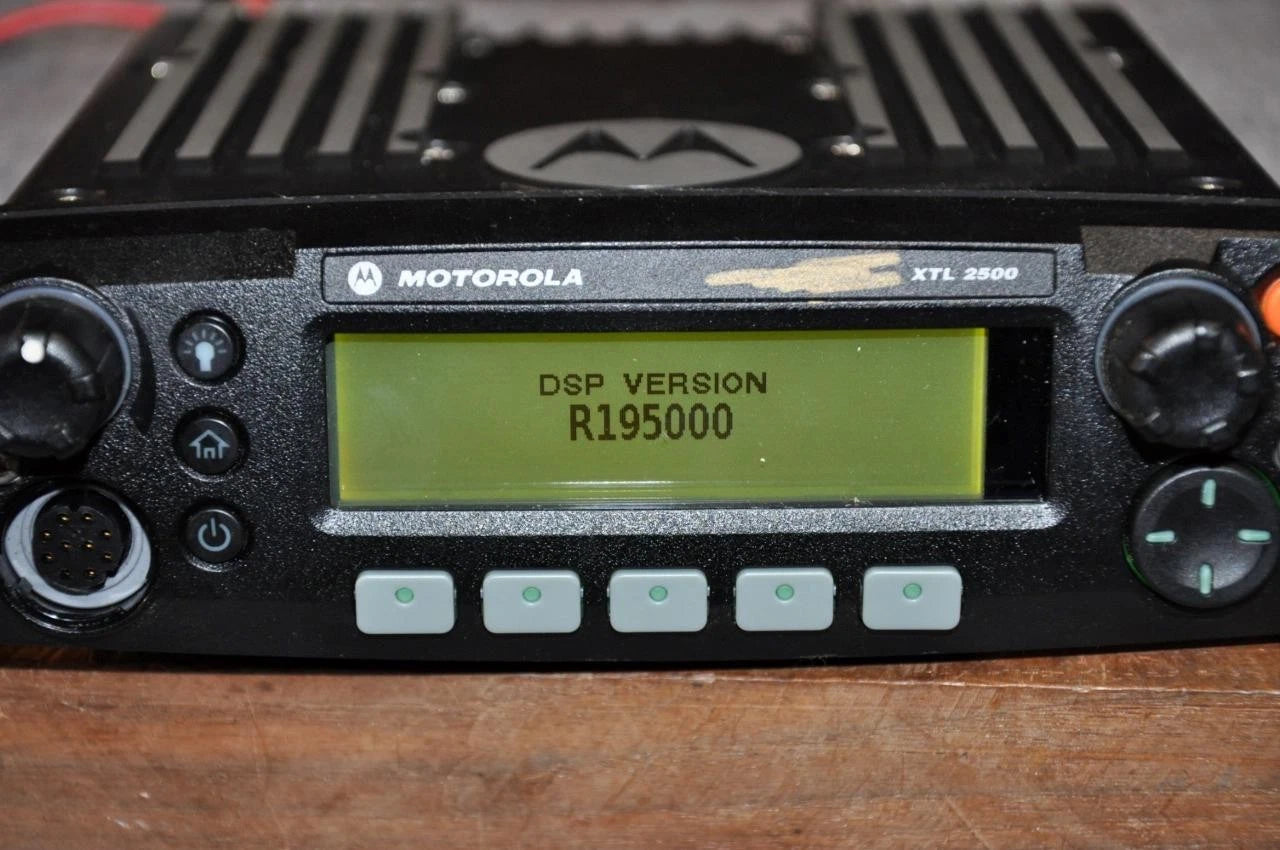 MOTOROLA XTL 2500
DSP VERSION
R195000